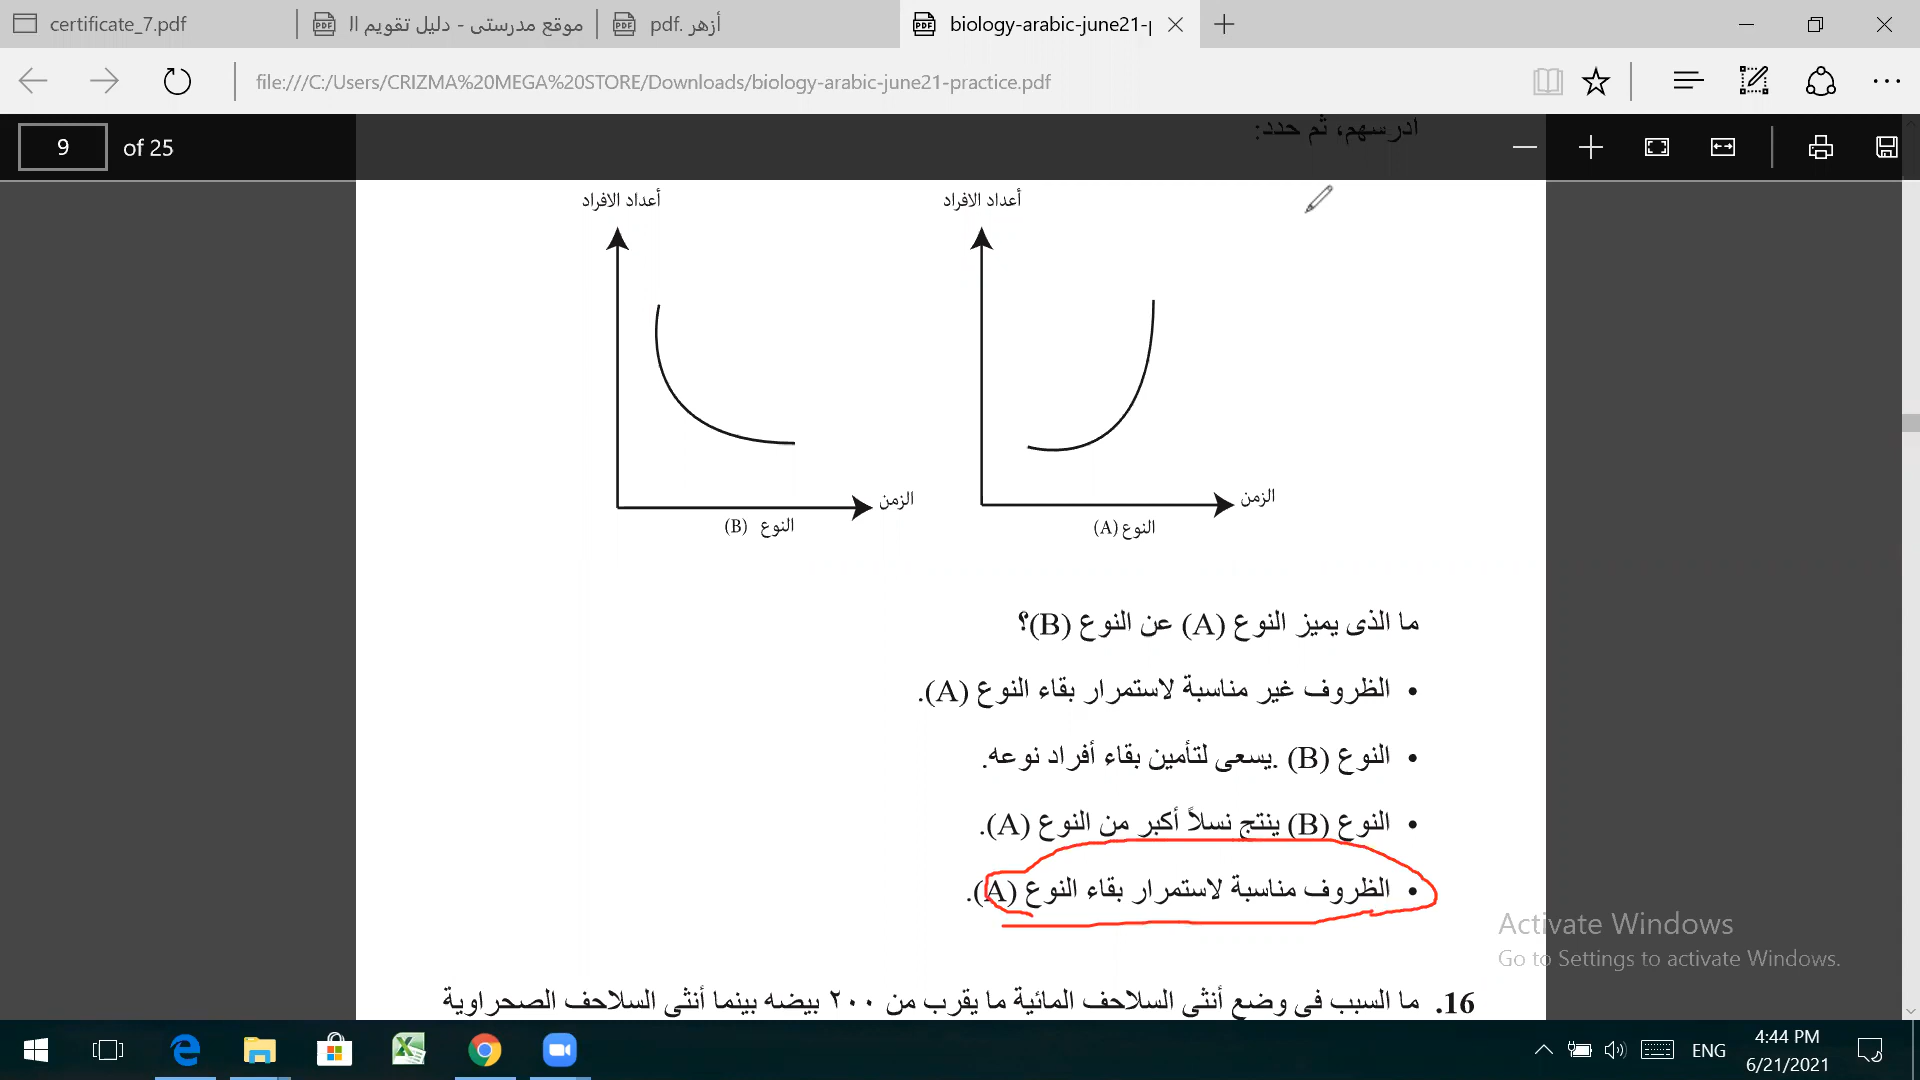 certificate_7.pdf
موقع مدرستى - دليل تقويم ال
أزهر .pdf
biology-arabic-june21-p
file:///C:/Users/CRIZMA%20MEGA%20STORE/Downloads/biology-arabic-june21-practice.pdf
9 of 25
ادرسهم، ثم حدد:
أعداد الافراد
أعداد الافراد
الزمن
الزمن
النوع (A)
النوع (B)
ما الذى يميز النوع (A) عن النوع (B)؟
• الظروف غير مناسبة لاستمرار بقاء النوع (A).
• النوع (B) .يسعى لتأمين بقاء أفراد نوعه.
• النوع (B) ينتج نسلاً أكبر من النوع (A).
• الظروف مناسبة لاستمرار بقاء النوع (A).
Activate Windows
Go to Settings to activate Windows.
16. ما السبب فى وضع أنثى السلاحف المائية ما يقرب من ٢٠٠ بيضه بينما أنثى السلاحف الصحراوية
ENG
4:44 PM
6/21/2021